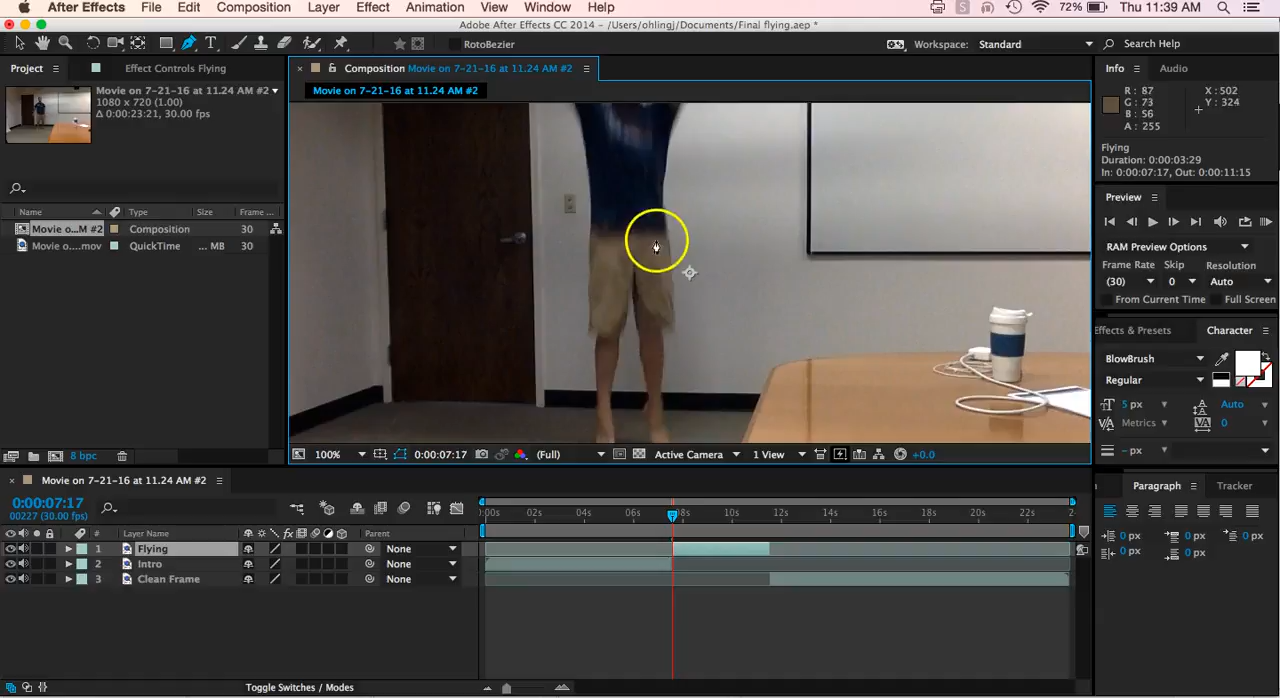 After Effects File Edit Composition Layer Effect Animation View Window Help 72% Thu 11:39 AM
Adobe After Effects CC 2014 - /Users/ohlingj/Documents/Final flying.aep *
RotoBezier Workspace: Standard Search Help
Project Effect Controls Flying
Movie on 7-21-16 at 11.24 AM #2
1080 x 720 (1.00)
Δ 0:00:23:21, 30.00 fps
Name Type Size Frame ...
Movie o...M #2 Composition 30
Movie o....mov QuickTime ... MB 30
8 bpc
Composition Movie on 7-21-16 at 11.24 AM #2
Movie on 7-21-16 at 11.24 AM #2
100% 0:00:07:17 (Full) Active Camera 1 View +0.0
Info Audio
R : 87 X : 502
G : 73 Y : 324
B : 56
A : 255
Flying
Duration: 0:00:03:29
In: 0:00:07:17, Out: 0:00:11:15
Preview
RAM Preview Options
Frame Rate Skip Resolution
(30) 0 Auto
From Current Time Full Screen
Effects & Presets Character
BlowBrush
Regular
5 px Auto
Metrics 0
- px
Paragraph Tracker
0 px 0 px 0 px
0 px 0 px
Movie on 7-21-16 at 11.24 AM #2
0:00:07:17
00227 (30.00 fps)
:00s 02s 04s 06s 08s 10s 12s 14s 16s 18s 20s 22s 2
# Layer Name fx Parent
1 Flying None
2 Intro None
3 Clean Frame None
Toggle Switches / Modes